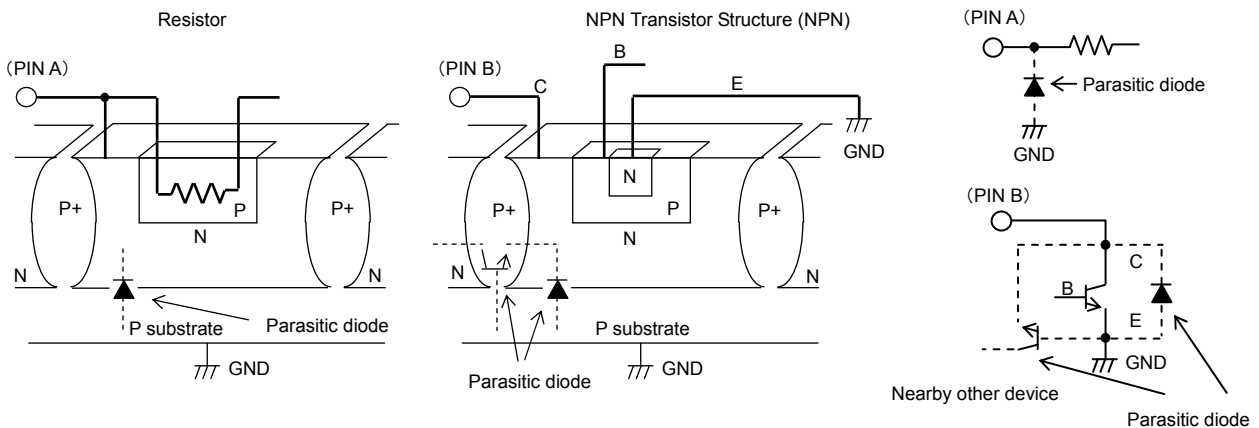 Resistor
(PIN A)
P+
P
N
P+
N
N
P substrate
Parasitic diode
GND
NPN Transistor Structure (NPN)
(PIN B)
C
B
E
GND
P+
N
P
N
P+
N
N
P substrate
GND
Parasitic diode
(PIN A)
Parasitic diode
GND
(PIN B)
C
B
E
GND
Nearby other device
Parasitic diode